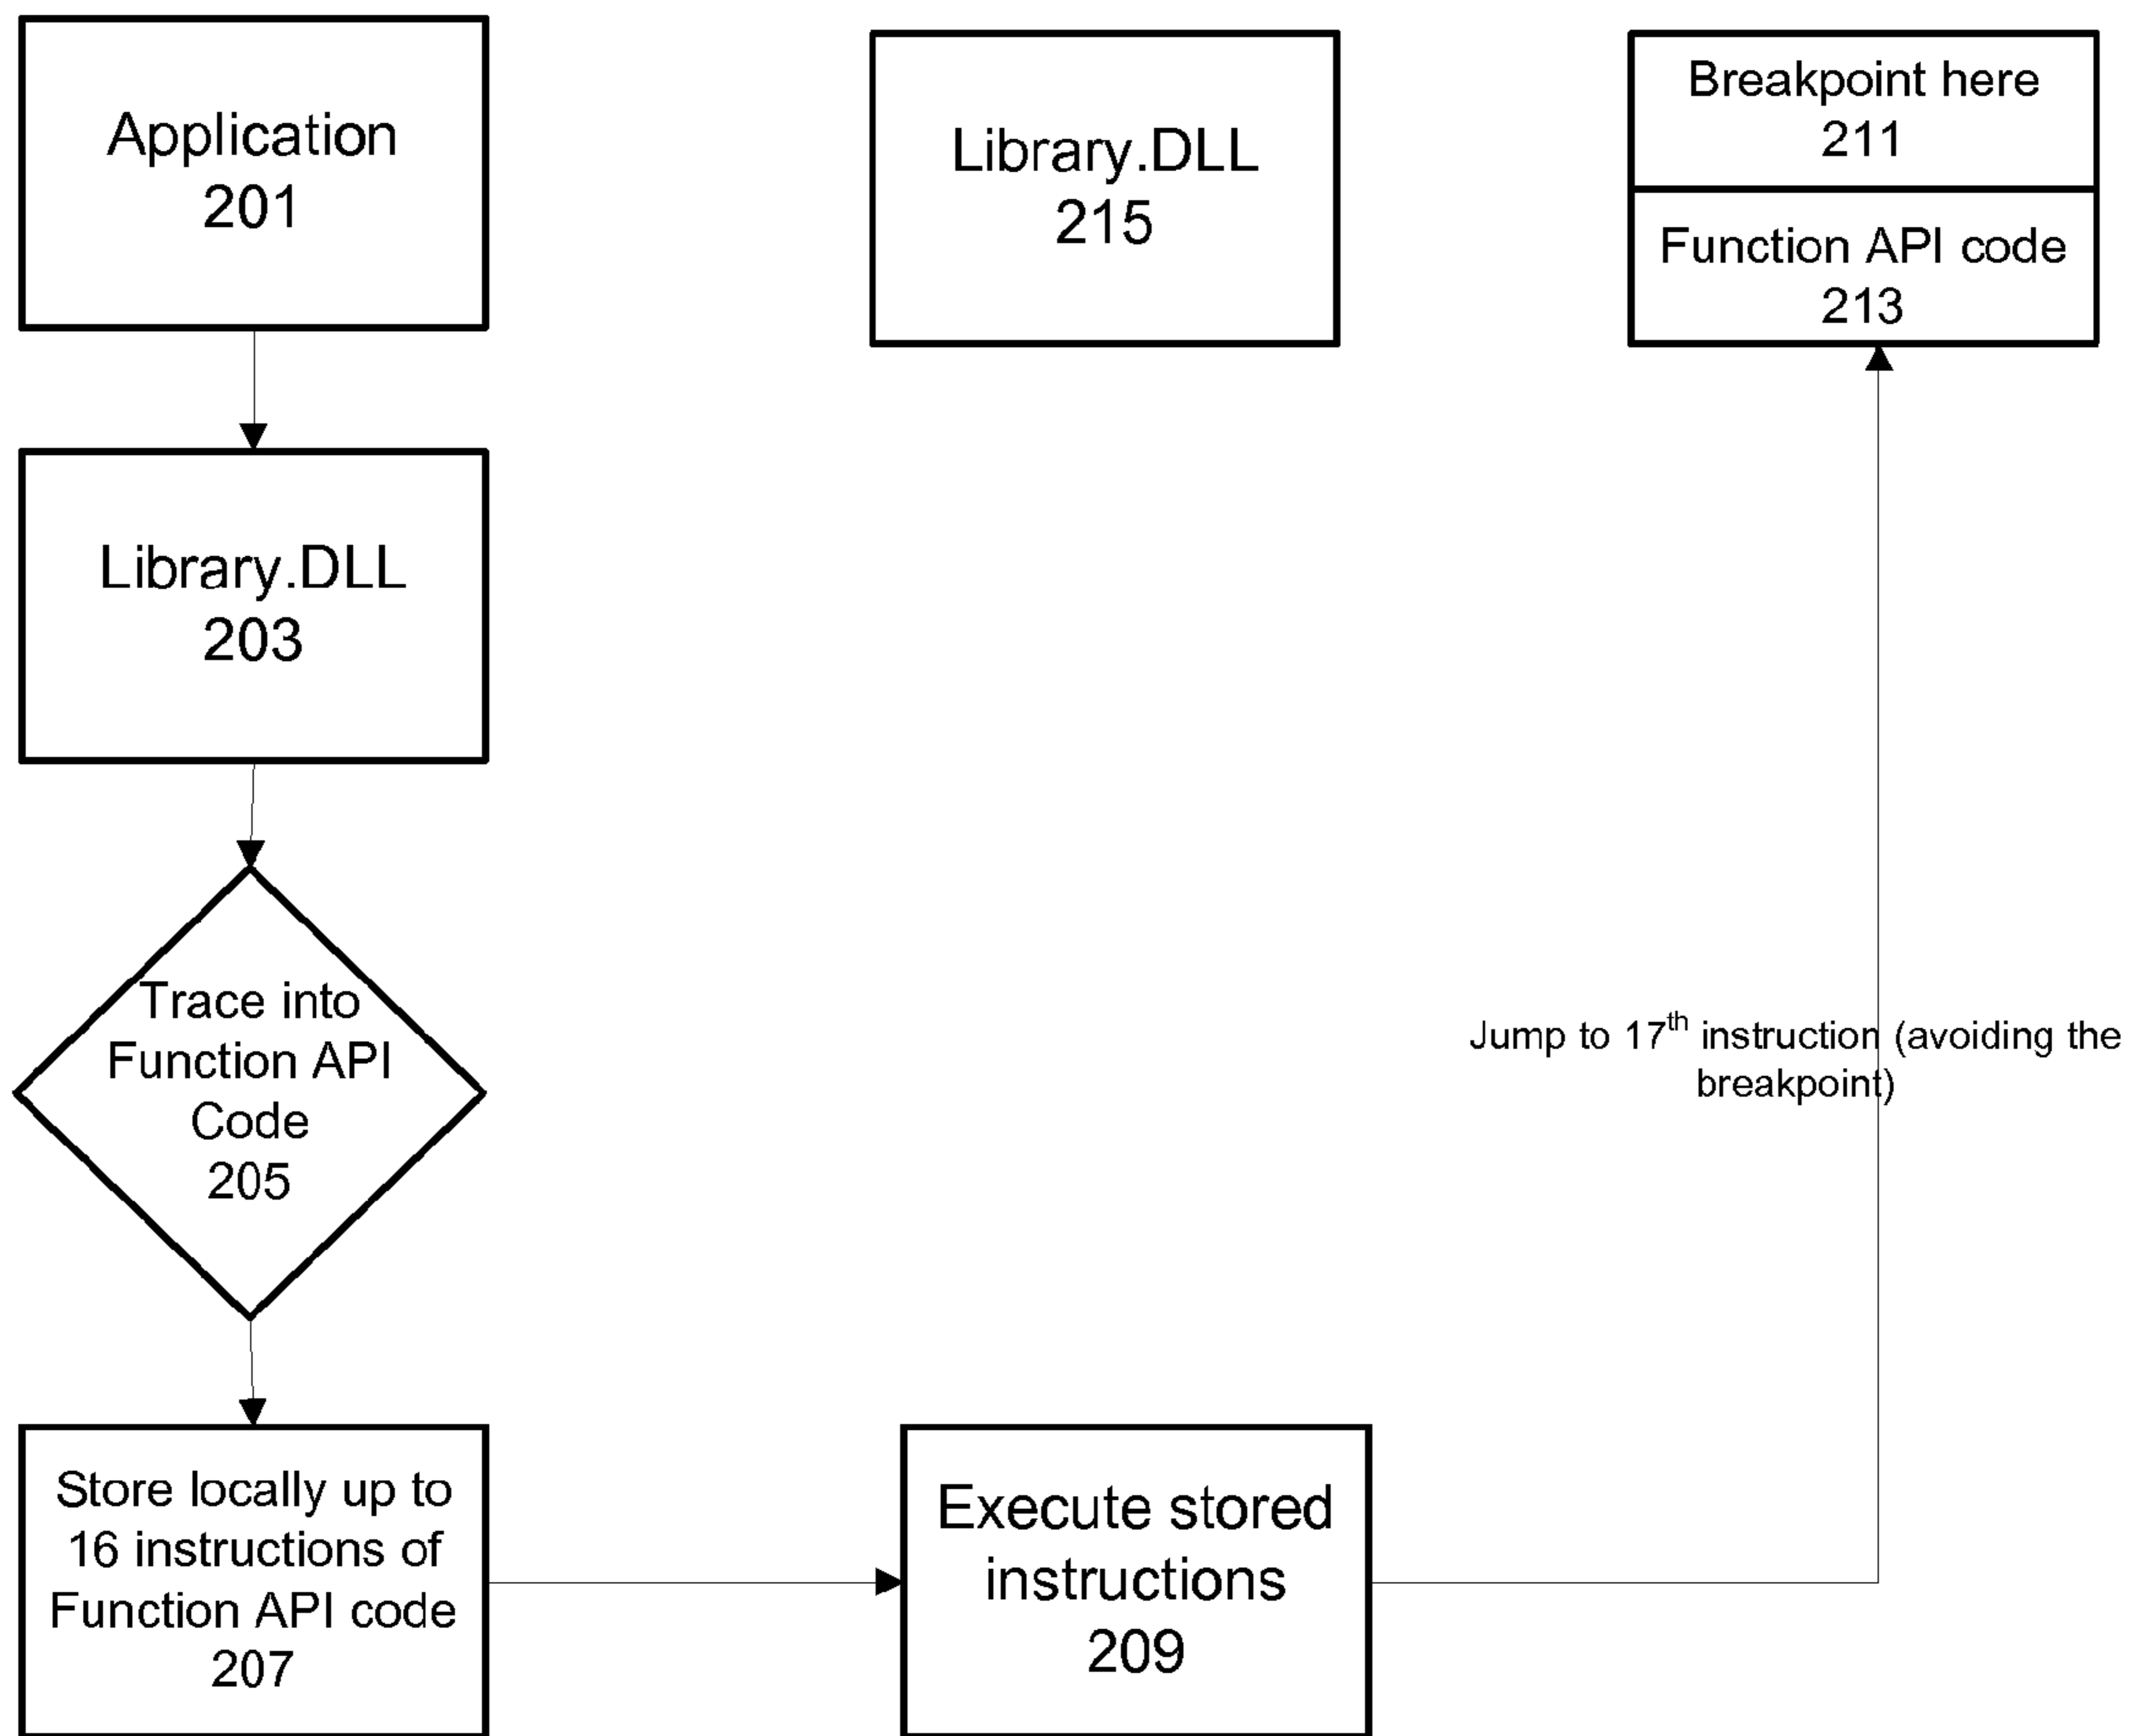 Application
201
Library.DLL
215
Breakpoint here
211
Function API code
213
Library.DLL
203
Trace into
Function API
Code
205
Jump to 17th instruction (avoiding the
breakpoint)
Store locally up to
16 instructions of
Function API code
207
Execute stored
instructions
209